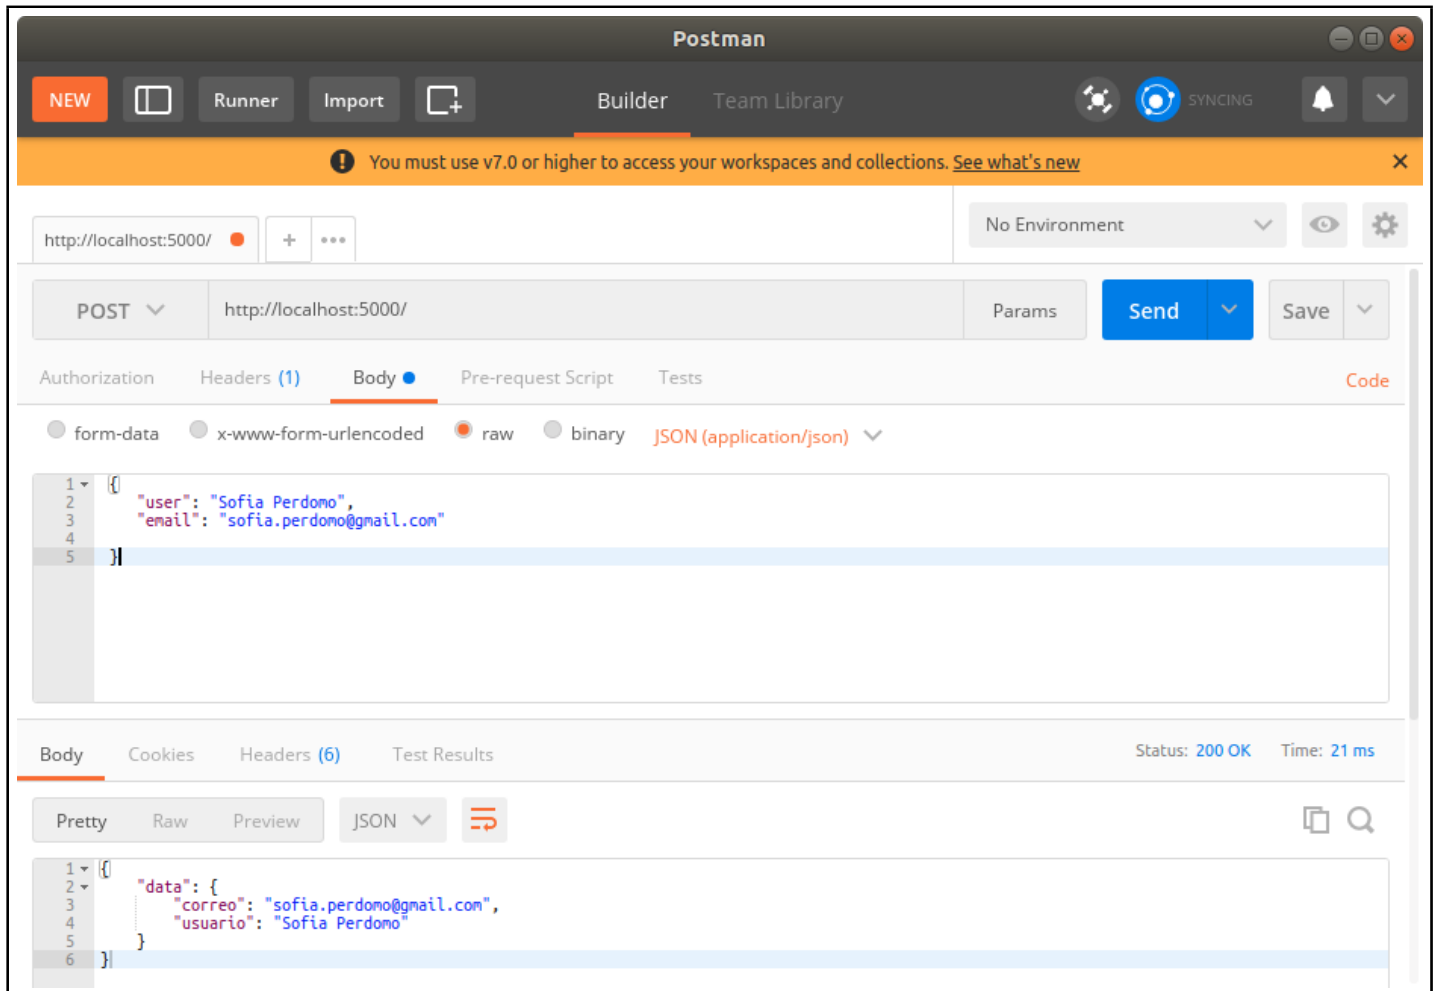 Postman
NEW Runner Import Builder Team Library SYNCING
You must use v7.0 or higher to access your workspaces and collections. See what's new
No Environment
http://localhost:5000/
POST http://localhost:5000/ Params Send Save
Authorization Headers (1) Body Pre-request Script Tests Code
form-data x-www-form-urlencoded raw binary JSON (application/json)
1 {
2 "user": "Sofia Perdomo",
3 "email": "sofia.perdomo@gmail.com"
4
5 }
Body Cookies Headers (6) Test Results Status: 200 OK Time: 21 ms
Pretty Raw Preview JSON
1 {
2 "data": {
3 "correo": "sofia.perdomo@gmail.com",
4 "usuario": "Sofia Perdomo"
5 }
6 }